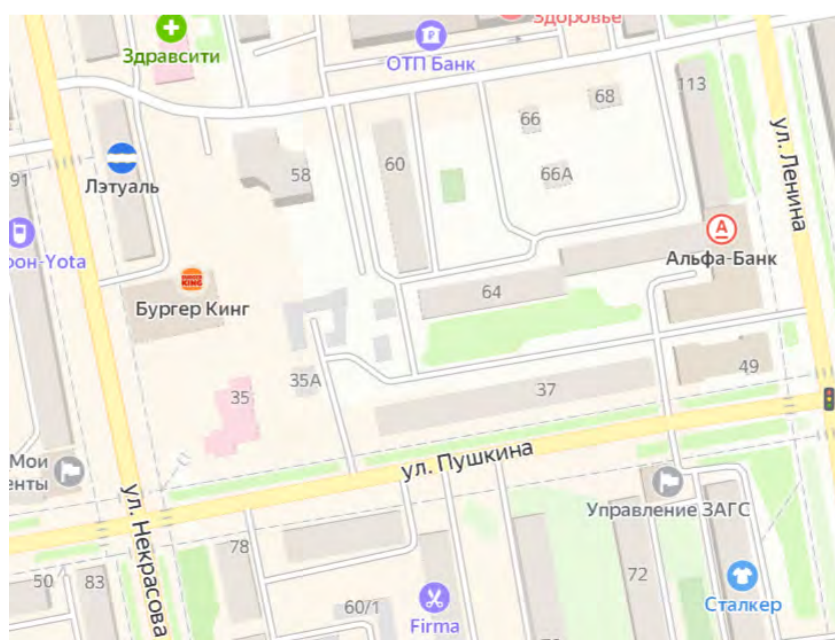 Здоровье
Здравсити
ОТП Банк
113
68
66
ул. Ленина
60
58
66А
Лэтуаль
91
он-Yota
Альфа-Банк
Бургер Кинг
KING
64
49
35А
35
37
ул. Пушкина
Мои
енты
Управление ЗАГС
ул. Некрасова
78
72
50
83
60/1
Сталкер
Firma